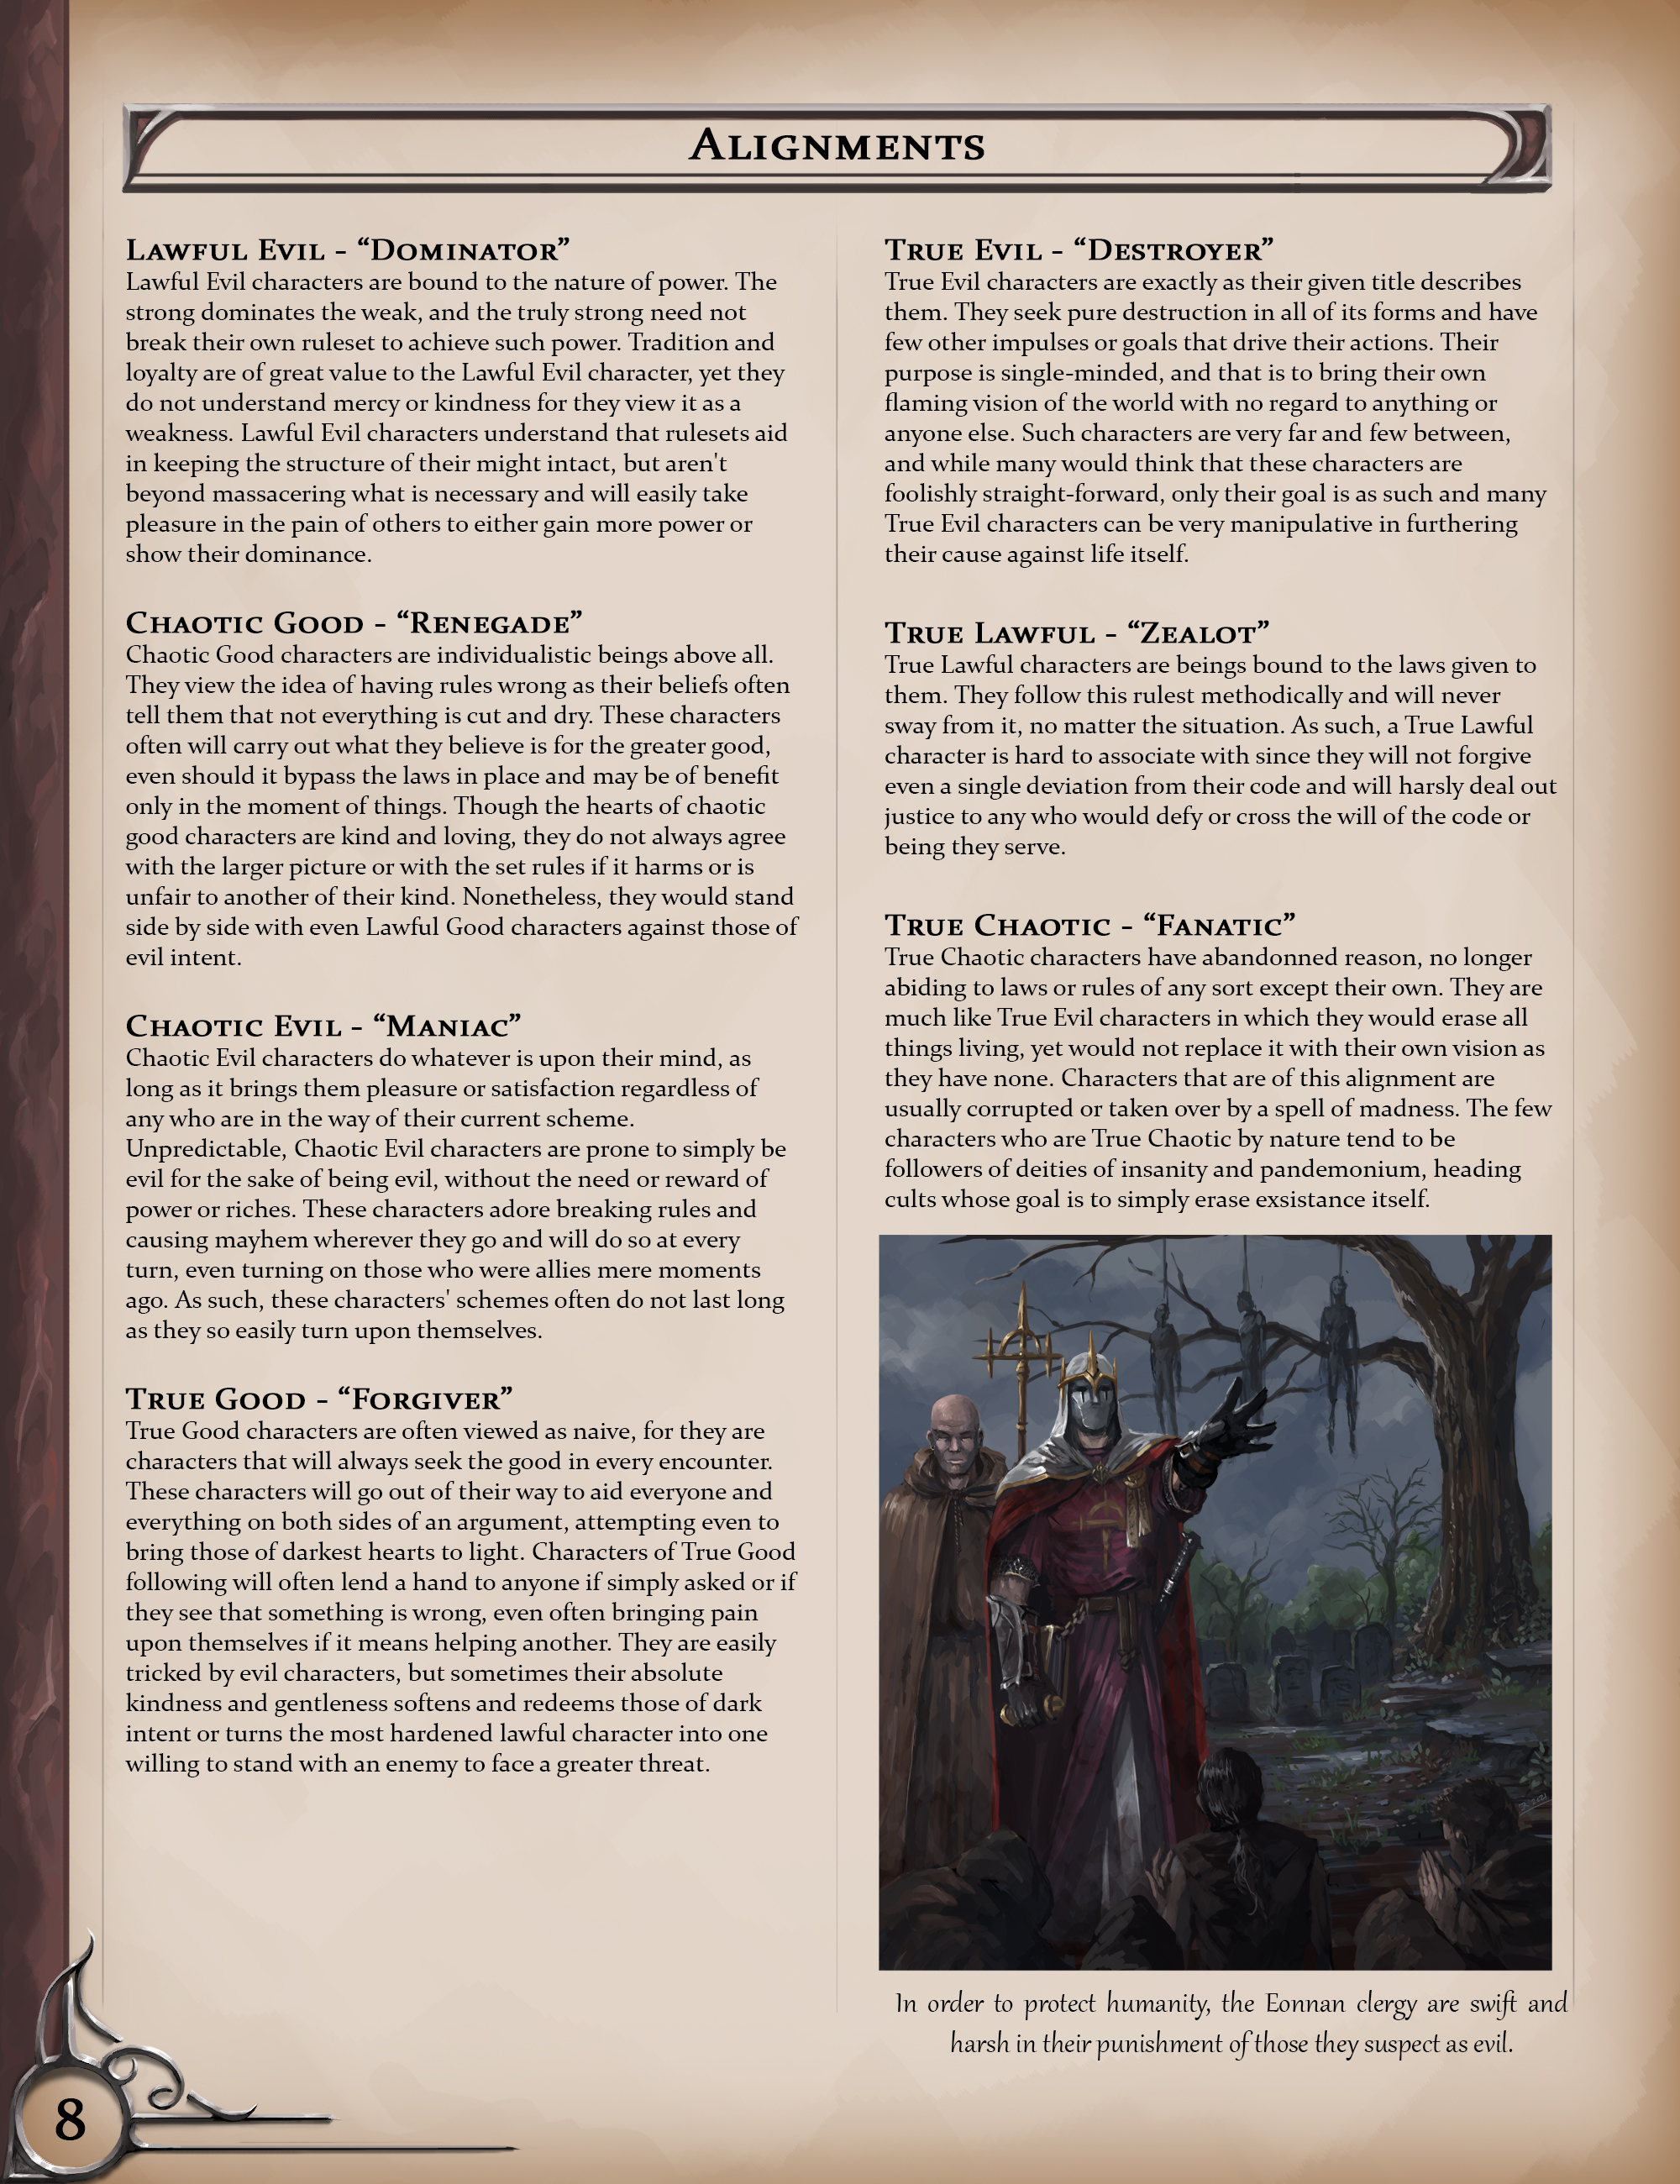 Alignments
Lawful Evil - “Dominator”
Lawful Evil characters are bound to the nature of power. The
strong dominates the weak, and the truly strong need not
break their own ruleset to achieve such power. Tradition and
loyalty are of great value to the Lawful Evil character, yet they
do not understand mercy or kindness for they view it as a
weakness. Lawful Evil characters understand that rulesets aid
in keeping the structure of their might intact, but aren't
beyond massacering what is necessary and will easily take
pleasure in the pain of others to either gain more power or
show their dominance.
Chaotic Good - “Renegade”
Chaotic Good characters are individualistic beings above all.
They view the idea of having rules wrong as their beliefs often
tell them that not everything is cut and dry. These characters
often will carry out what they believe is for the greater good,
even should it bypass the laws in place and may be of benefit
only in the moment of things. Though the hearts of chaotic
good characters are kind and loving, they do not always agree
with the larger picture or with the set rules if it harms or is
unfair to another of their kind. Nonetheless, they would stand
side by side with even Lawful Good characters against those of
evil intent.
Chaotic Evil - “Maniac”
Chaotic Evil characters do whatever is upon their mind, as
long as it brings them pleasure or satisfaction regardless of
any who are in the way of their current scheme.
Unpredictable, Chaotic Evil characters are prone to simply be
evil for the sake of being evil, without the need or reward of
power or riches. These characters adore breaking rules and
causing mayhem wherever they go and will do so at every
turn, even turning on those who were allies mere moments
ago. As such, these characters' schemes often do not last long
as they so easily turn upon themselves.
True Good - “Forgiver”
True Good characters are often viewed as naive, for they are
characters that will always seek the good in every encounter.
These characters will go out of their way to aid everyone and
everything on both sides of an argument, attempting even to
bring those of darkest hearts to light. Characters of True Good
following will often lend a hand to anyone if simply asked or if
they see that something is wrong, even often bringing pain
upon themselves if it means helping another. They are easily
tricked by evil characters, but sometimes their absolute
kindness and gentleness softens and redeems those of dark
intent or turns the most hardened lawful character into one
willing to stand with an enemy to face a greater threat.
True Evil - “Destroyer”
True Evil characters are exactly as their given title describes
them. They seek pure destruction in all of its forms and have
few other impulses or goals that drive their actions. Their
purpose is single-minded, and that is to bring their own
flaming vision of the world with no regard to anything or
anyone else. Such characters are very far and few between,
and while many would think that these characters are
foolishly straight-forward, only their goal is as such and many
True Evil characters can be very manipulative in furthering
their cause against life itself.
True Lawful - “Zealot”
True Lawful characters are beings bound to the laws given to
them. They follow this rulest methodically and will never
sway from it, no matter the situation. As such, a True Lawful
character is hard to associate with since they will not forgive
even a single deviation from their code and will harsly deal out
justice to any who would defy or cross the will of the code or
being they serve.
True Chaotic - “Fanatic”
True Chaotic characters have abandonned reason, no longer
abiding to laws or rules of any sort except their own. They are
much like True Evil characters in which they would erase all
things living, yet would not replace it with their own vision as
they have none. Characters that are of this alignment are
usually corrupted or taken over by a spell of madness. The few
characters who are True Chaotic by nature tend to be
followers of deities of insanity and pandemonium, heading
cults whose goal is to simply erase exsistance itself.
In order to protect humanity, the Eonnan clergy are swift and
harsh in their punishment of those they suspect as evil.
8